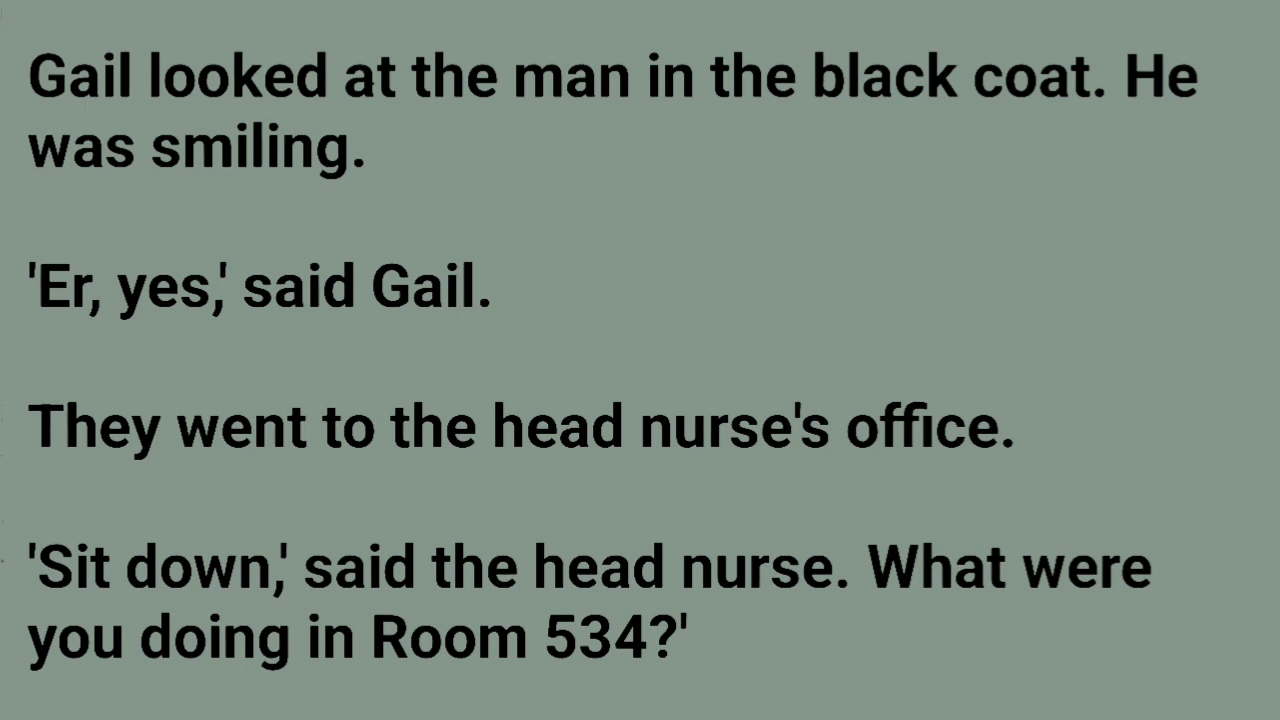 Gail looked at the man in the black coat. He
was smiling.
'Er, yes,' said Gail.
They went to the head nurse's office.
'Sit down,' said the head nurse. What were
you doing in Room 534?'